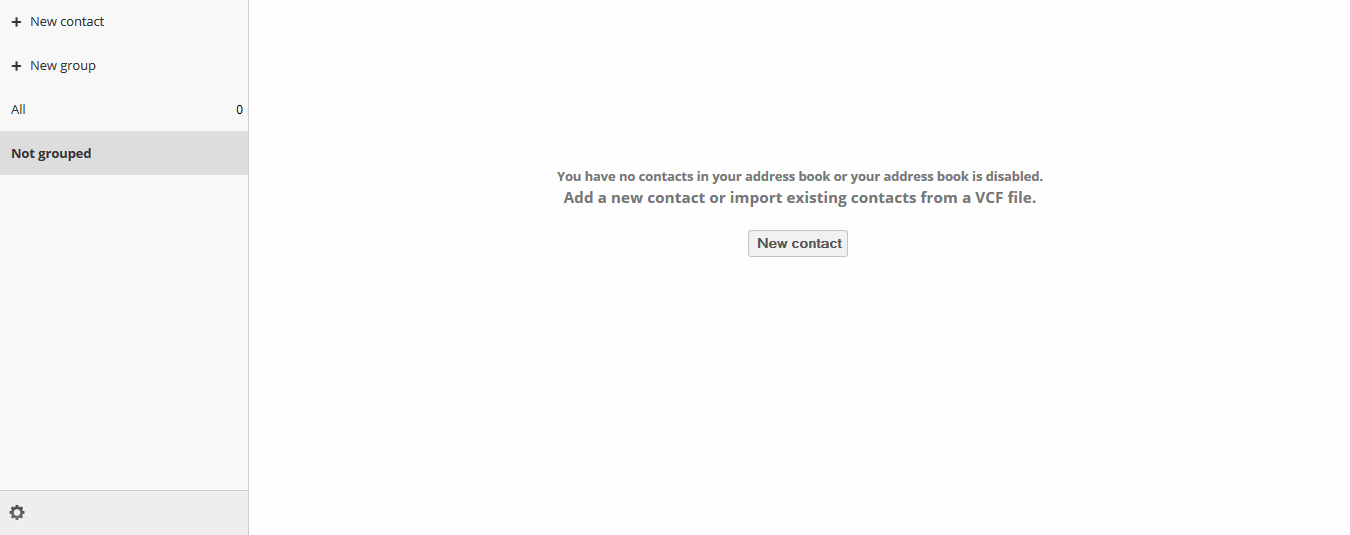 + New contact
+ New group
All 0
Not grouped
You have no contacts in your address book or your address book is disabled.
Add a new contact or import existing contacts from a VCF file.
New contact